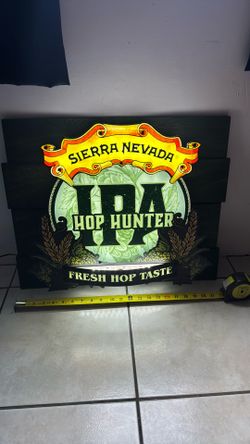 SIERRA NEVADA
IPA
HOP HUNTER
FRESH HOP TASTE